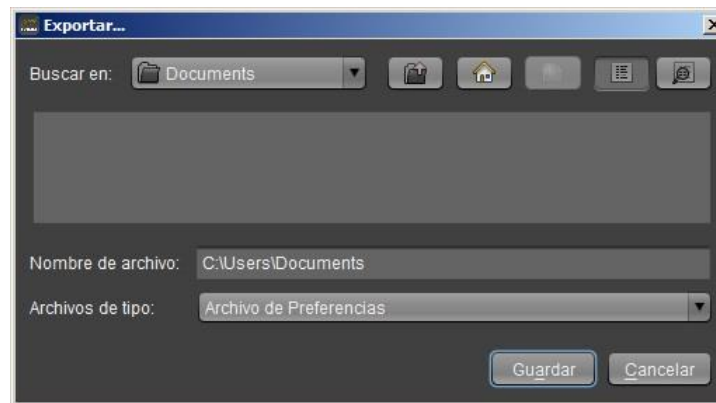 Exportar...
Buscar en: Documents
Nombre de archivo: C:\Users\Documents
Archivos de tipo: Archivo de Preferencias
Guardar Cancelar